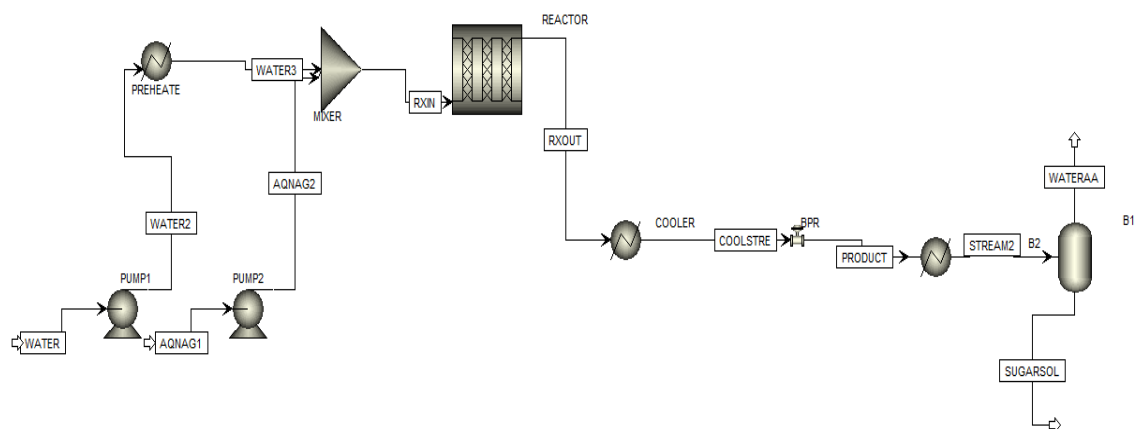 REACTOR
WATER3
PREHEATE
MIXER
RXIN
RXOUT
AQNAG2
WATERAA
WATER2
B1
COOLER
BPR
COOLSTRE
STREAM2
B2
PRODUCT
PUMP1
PUMP2
WATER
AQNAG1
SUGARSOL